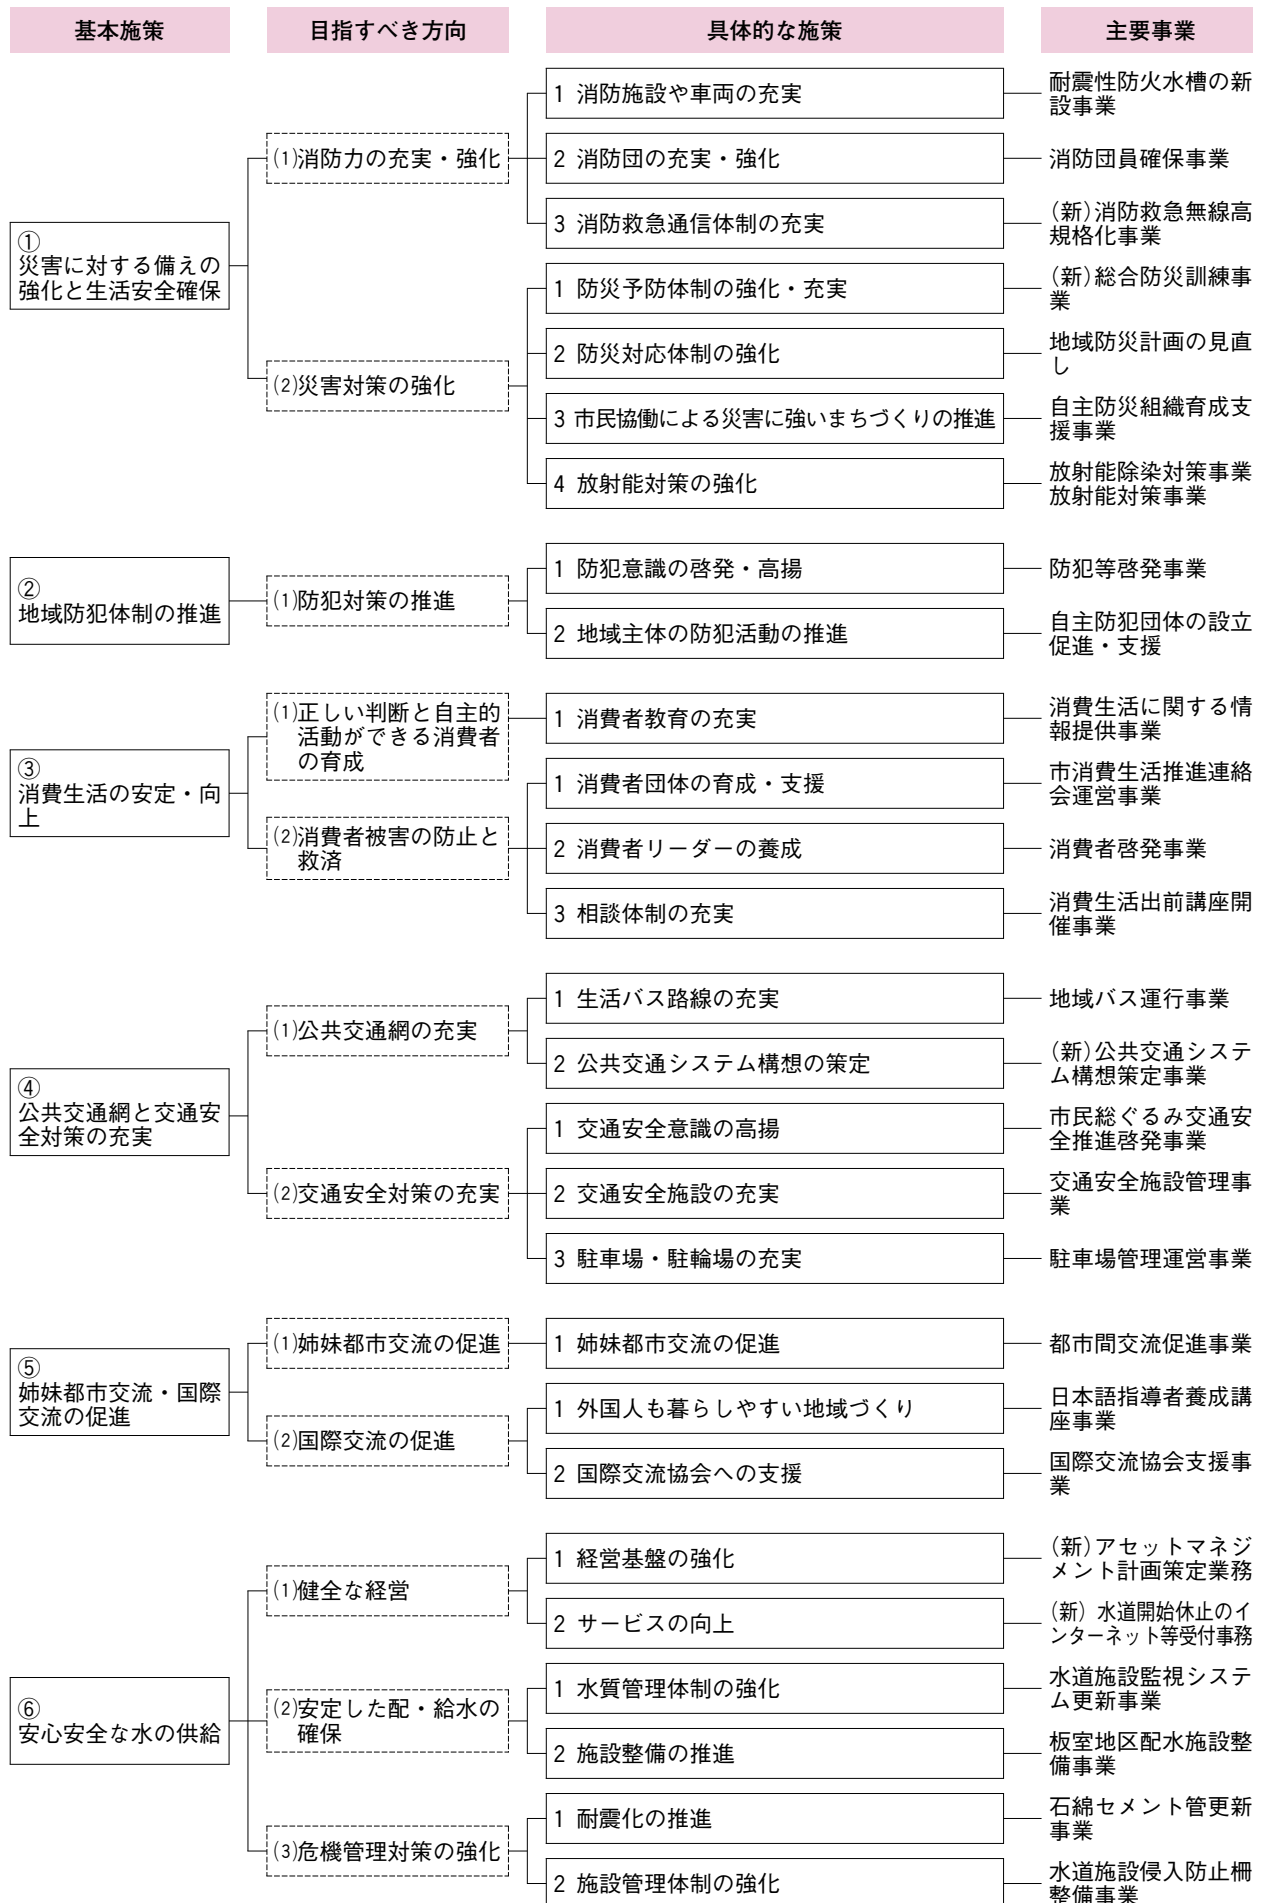 基本施策
目指すべき方向
具体的な施策
主要事業
①
災害に対する備えの
強化と生活安全確保
(1)消防力の充実・強化
1 消防施設や車両の充実
耐震性防火水槽の新
設事業
2 消防団の充実・強化
消防団員確保事業
3 消防救急通信体制の充実
(新)消防救急無線高
規格化事業
(2)災害対策の強化
1 防災予防体制の強化・充実
(新)総合防災訓練事
業
2 防災対応体制の強化
地域防災計画の見直
し
3 市民協働による災害に強いまちづくりの推進
自主防災組織育成支
援事業
4 放射能対策の強化
放射能除染対策事業
放射能対策事業
②
地域防犯体制の推進
(1)防犯対策の推進
1 防犯意識の啓発・高揚
防犯等啓発事業
2 地域主体の防犯活動の推進
自主防犯団体の設立
促進・支援
③
消費生活の安定・向
上
(1)正しい判断と自主的
活動ができる消費者
の育成
1 消費者教育の充実
消費生活に関する情
報提供事業
(2)消費者被害の防止と
救済
1 消費者団体の育成・支援
市消費生活推進連絡
会運営事業
2 消費者リーダーの養成
消費者啓発事業
3 相談体制の充実
消費生活出前講座開
催事業
④
公共交通網と交通安
全対策の充実
(1)公共交通網の充実
1 生活バス路線の充実
地域バス運行事業
2 公共交通システム構想の策定
(新)公共交通システ
ム構想策定事業
(2)交通安全対策の充実
1 交通安全意識の高揚
市民総ぐるみ交通安
全推進啓発事業
2 交通安全施設の充実
交通安全施設管理事
業
3 駐車場・駐輪場の充実
駐車場管理運営事業
⑤
姉妹都市交流・国際
交流の促進
(1)姉妹都市交流の促進
1 姉妹都市交流の促進
都市間交流促進事業
(2)国際交流の促進
1 外国人も暮らしやすい地域づくり
日本語指導者養成講
座事業
2 国際交流協会への支援
国際交流協会支援事
業
⑥
安心安全な水の供給
(1)健全な経営
1 経営基盤の強化
(新)アセットマネジ
メント計画策定業務
2 サービスの向上
(新) 水道開始休止のイ
ンターネット等受付事務
(2)安定した配・給水の
確保
1 水質管理体制の強化
水道施設監視システ
ム更新事業
2 施設整備の推進
板室地区配水施設整
備事業
(3)危機管理対策の強化
1 耐震化の推進
石綿セメント管更新
事業
2 施設管理体制の強化
水道施設侵入防止柵
整備事業